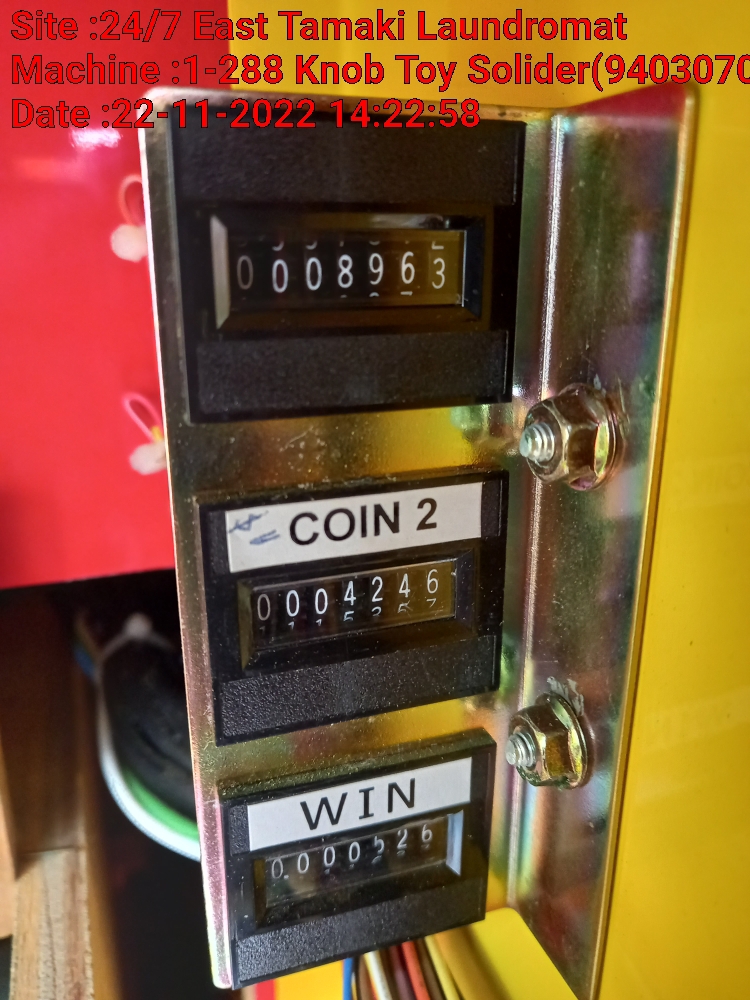 Site :24/7 East Tamaki Laundromat
Machine :1-288 Knob Toy Solider(9403070
Date :22-11-2022 14:22:58
0008963
COIN 2
0004246
WIN
0000526